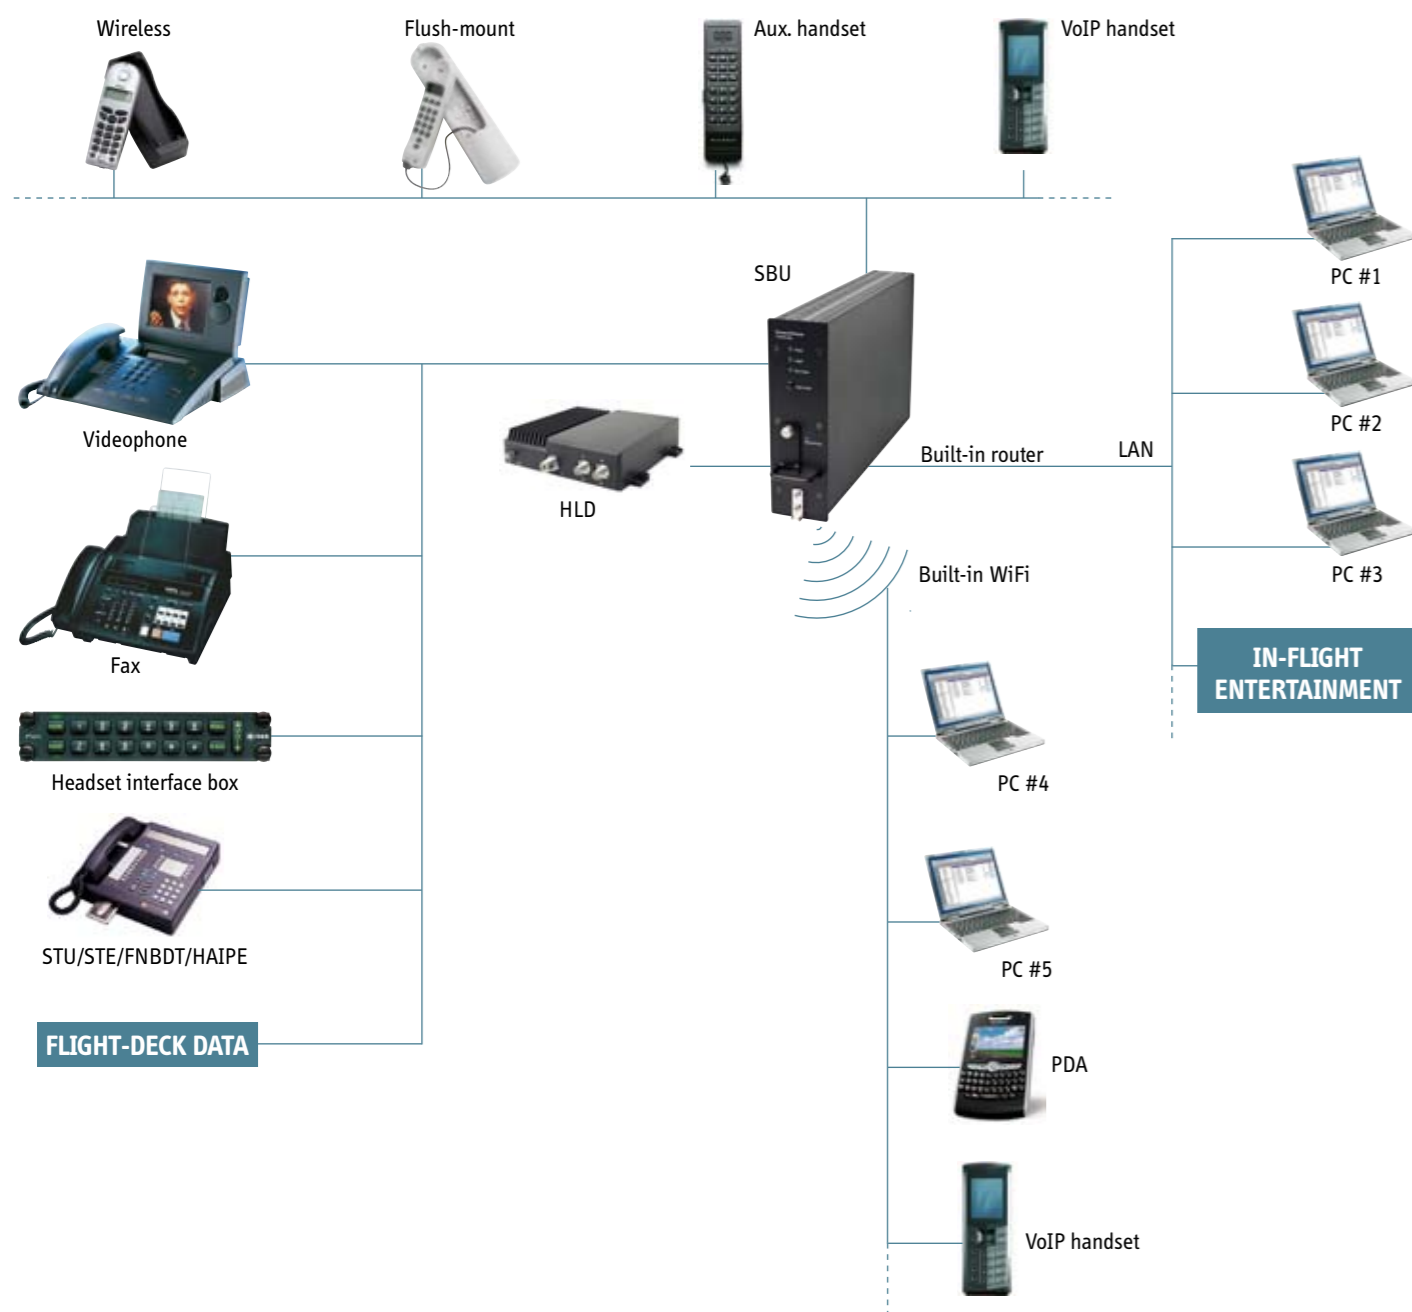 Wireless
Flush-mount
Aux. handset
VoIP handset
PC #1
SBU
Videophone
PC #2
Built-in router
LAN
HLD
PC #3
Built-in WiFi
Fax
IN-FLIGHT
ENTERTAINMENT
Headset interface box
PC #4
STU/STE/FNBDT/HAIPE
PC #5
FLIGHT-DECK DATA
PDA
VoIP handset